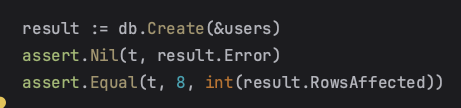 result := db.Create(&users)
assert.Nil(t, result.Error)
assert.Equal(t, 8, int(result.RowsAffected))